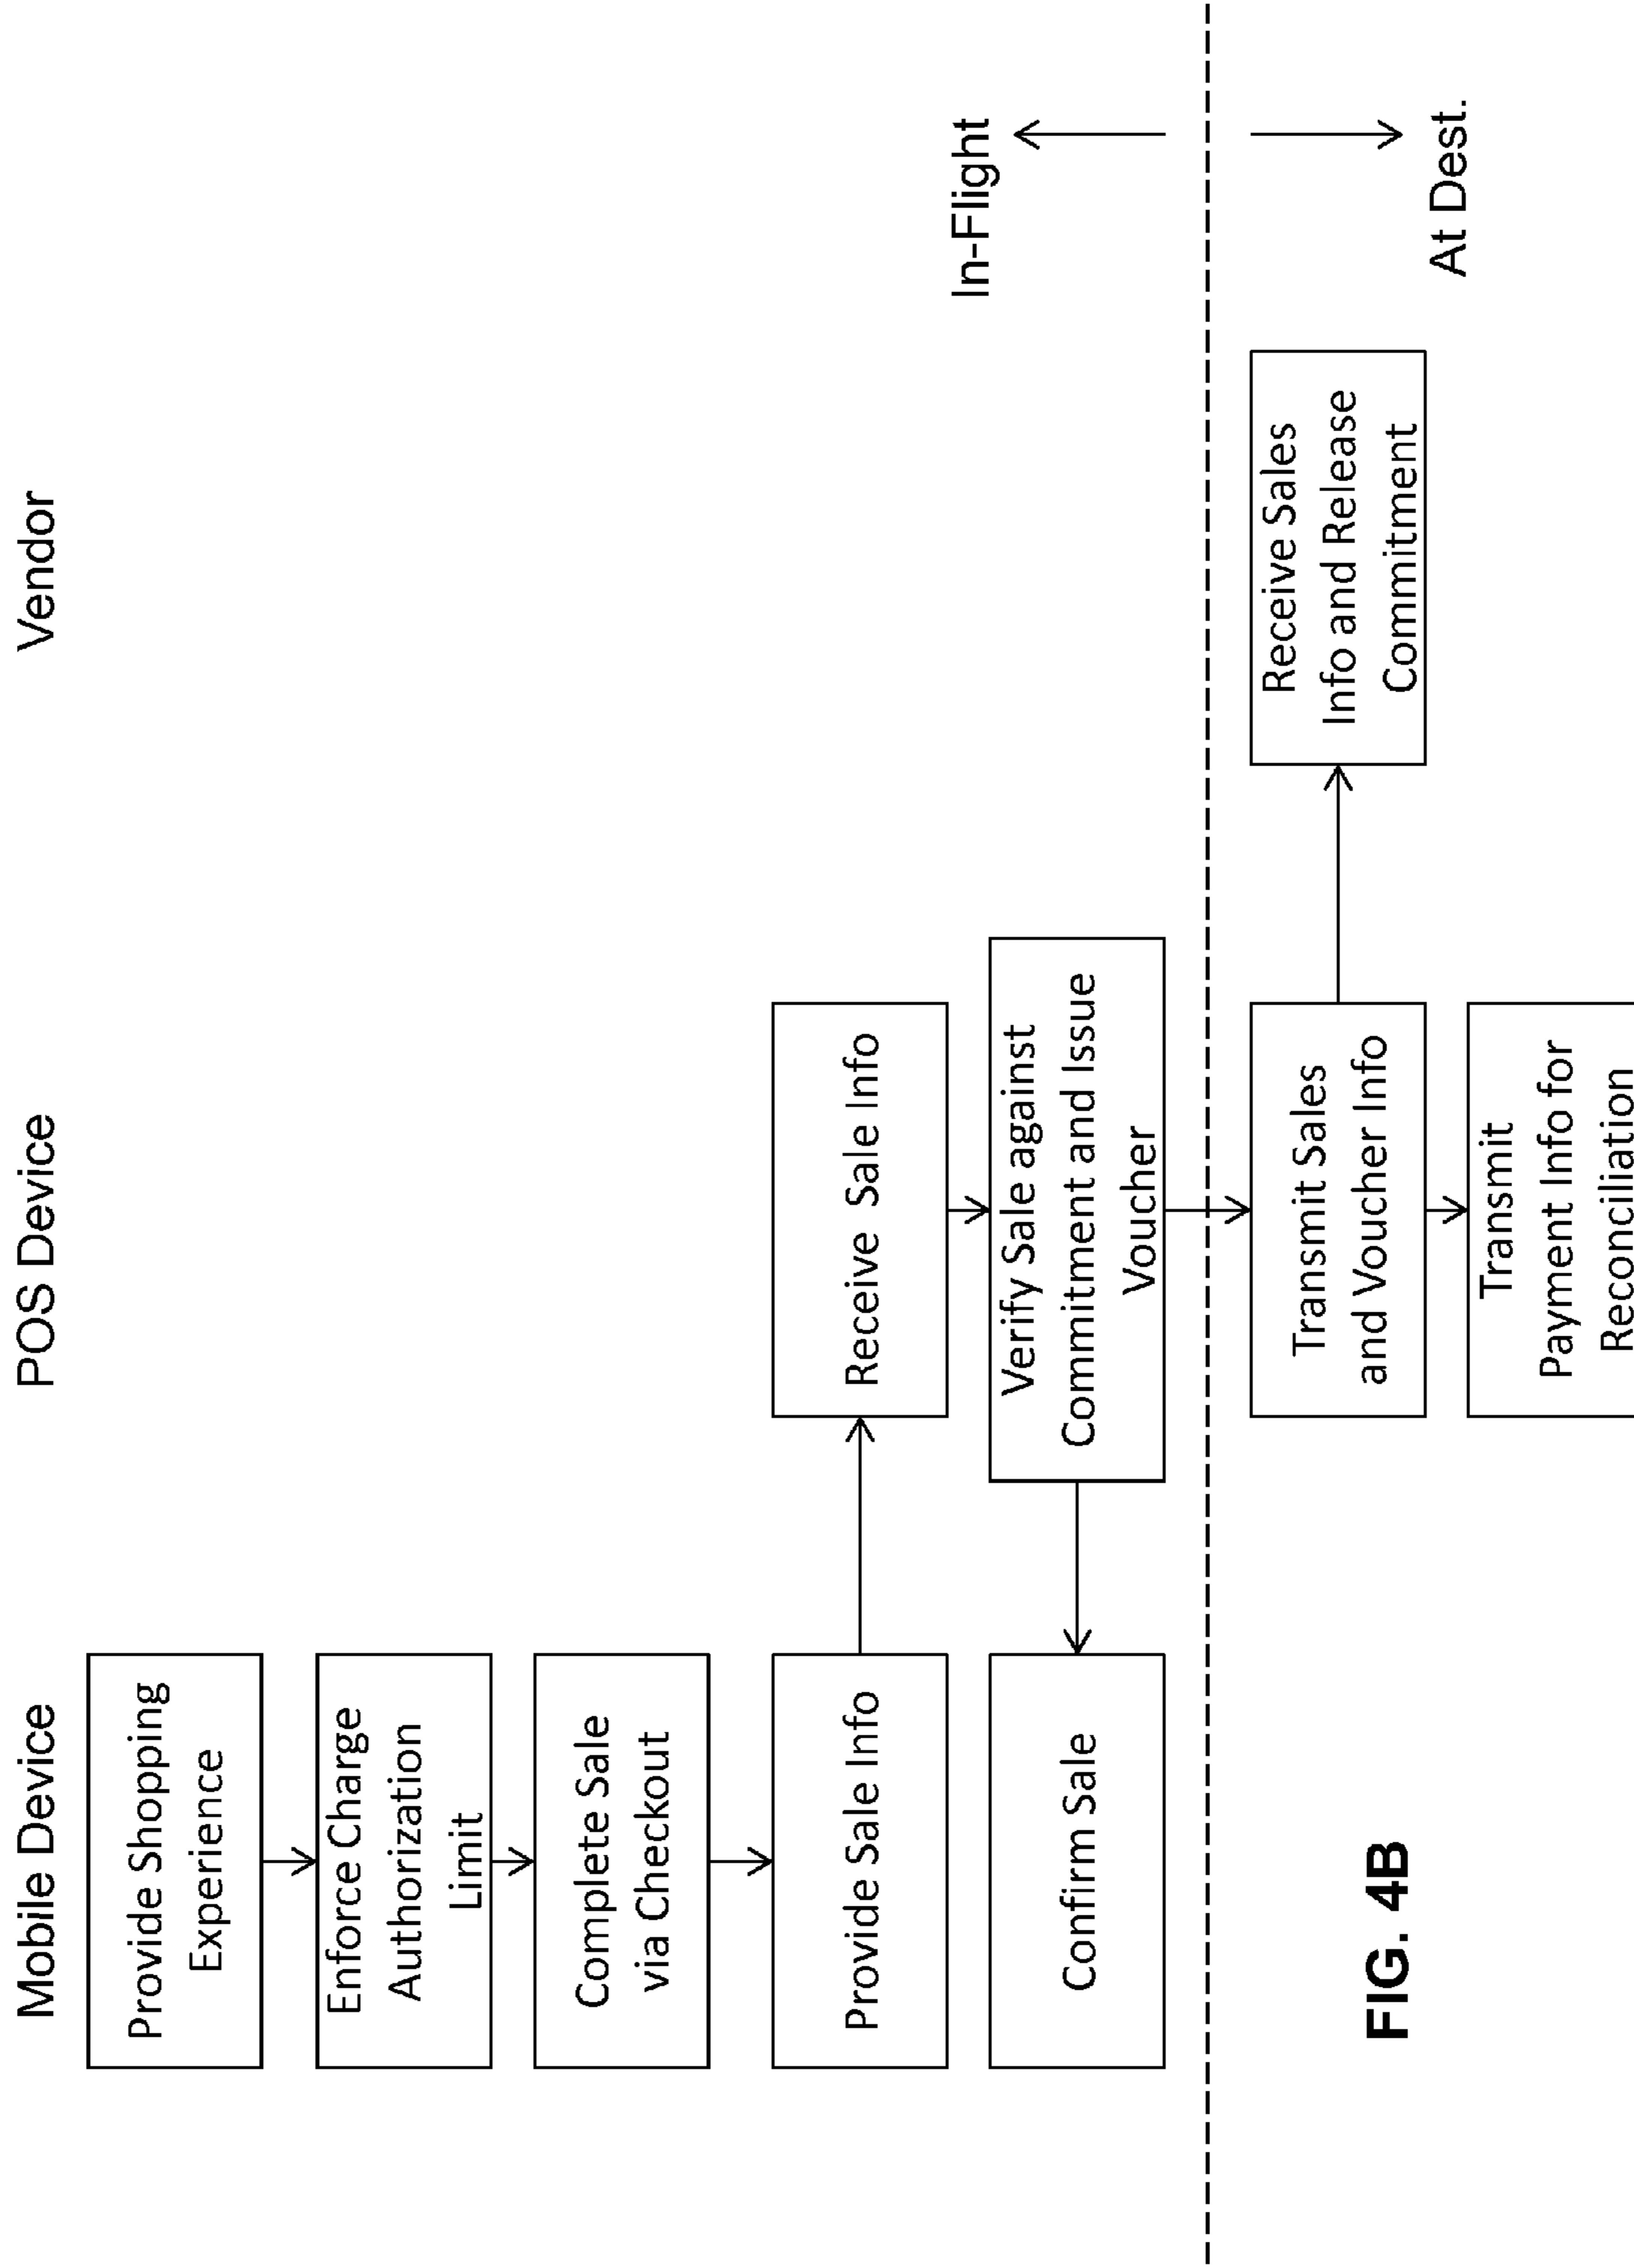 Mobile Device
POS Device
Vendor
Provide Shopping
Experience
Enforce Charge
Authorization
Limit
Complete Sale
via Checkout
Provide Sale Info
Receive Sale Info
Verify Sale against
Commitment and Issue
Voucher
Confirm Sale
In-Flight
At Dest.
Transmit Sales
and Voucher Info
Receive Sales
Info and Release
Commitment
Transmit
Payment Info for
Reconciliation
FIG. 4B